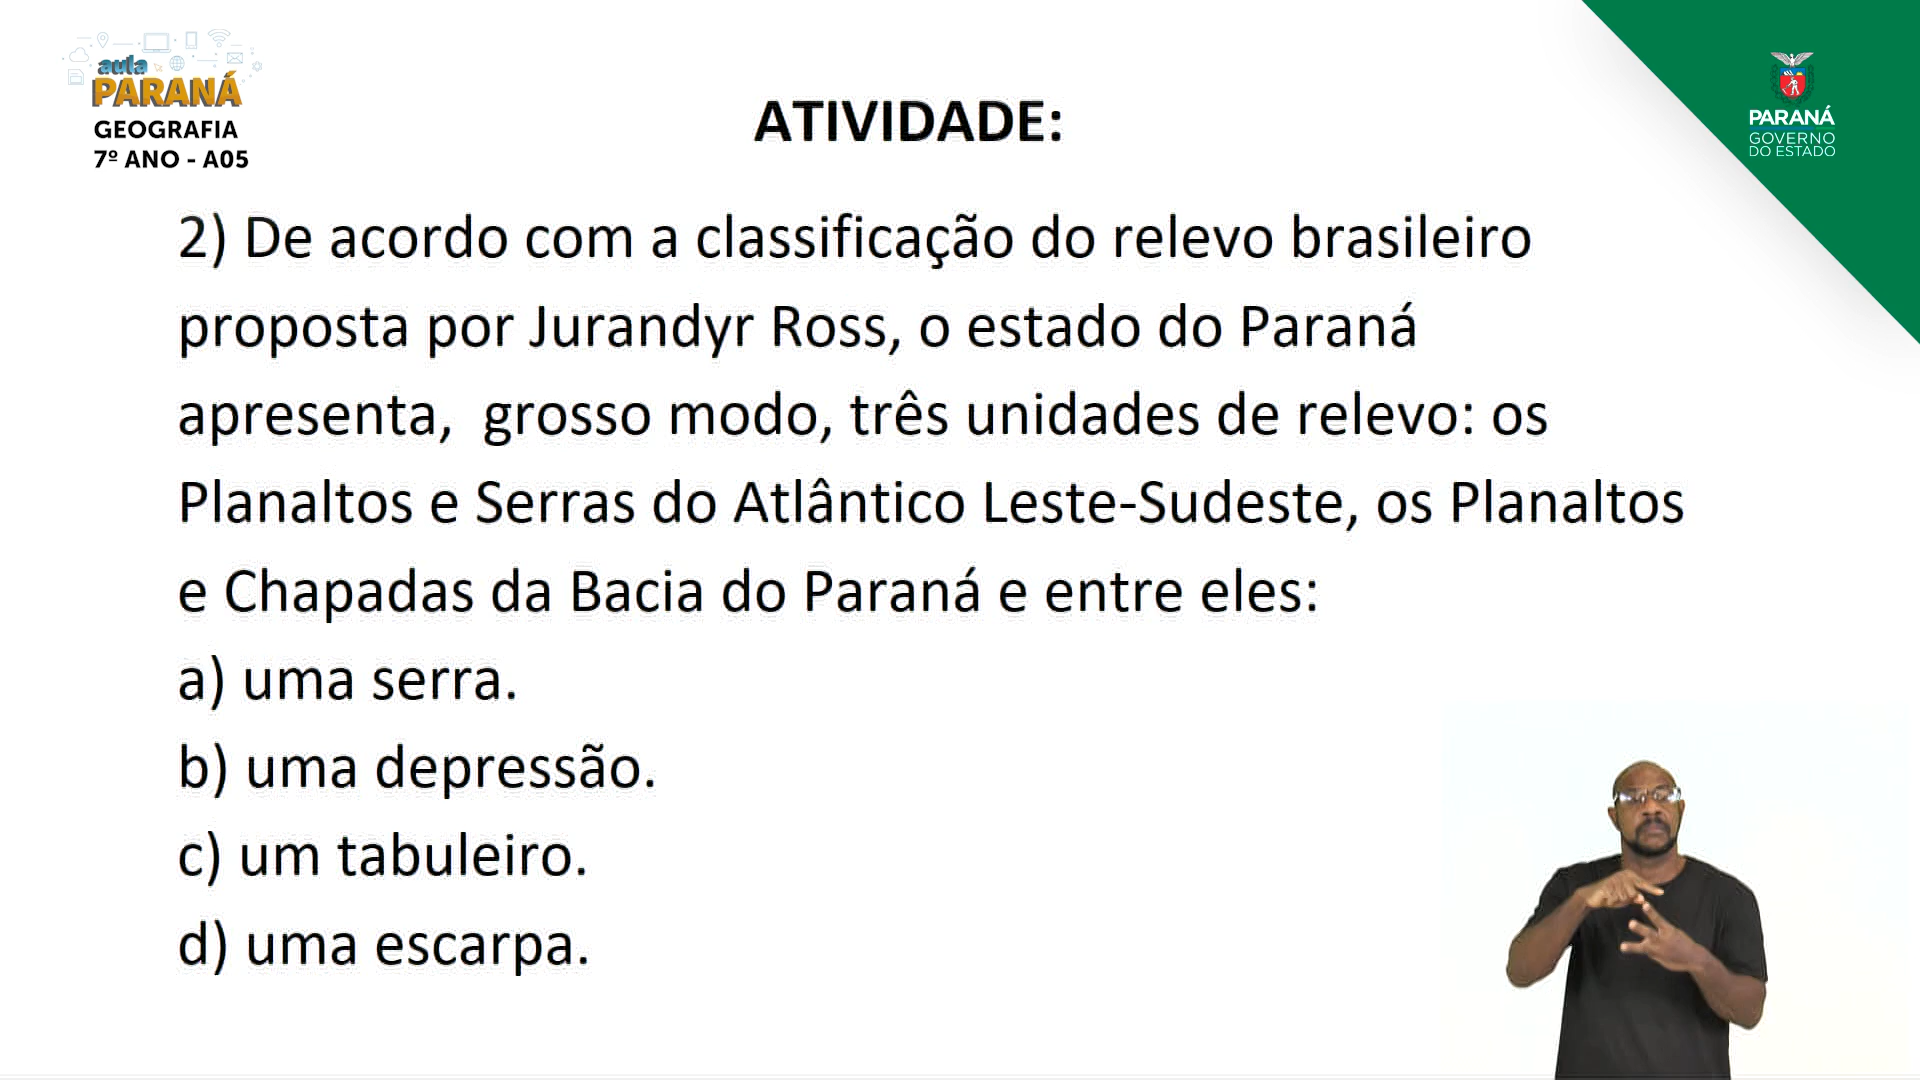 aula
PARANÁ
GEOGRAFIA
7º ANO - A05
PARANÁ
GOVERNO
DO ESTADO
ATIVIDADE:
2) De acordo com a classificação do relevo brasileiro
proposta por Jurandyr Ross, o estado do Paraná
apresenta,  grosso modo, três unidades de relevo: os
Planaltos e Serras do Atlântico Leste-Sudeste, os Planaltos
e Chapadas da Bacia do Paraná e entre eles:
a) uma serra.
b) uma depressão.
c) um tabuleiro.
d) uma escarpa.